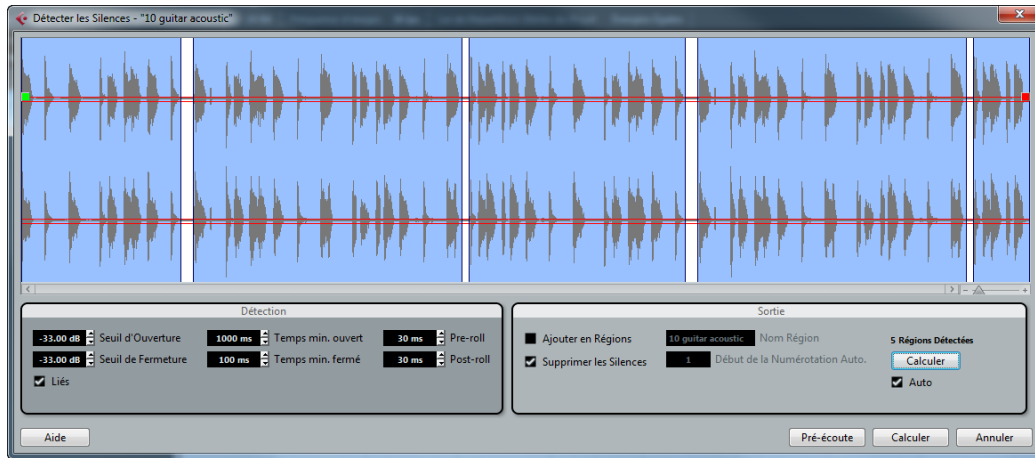 Détecter les Silences - "10 guitar acoustic"
Détection
-33.00 dB Seuil d'Ouverture 1000 ms Temps min. ouvert 30 ms Pre-roll
-33.00 dB Seuil de Fermeture 100 ms Temps min. fermé 30 ms Post-roll
Liés
Sortie
Ajouter en Régions 10 guitar acoustic Nom Région
Supprimer les Silences 1 Début de la Numérotation Auto.
5 Régions Détectées
Calculer
Auto
Aide
Pré-écoute
Calculer
Annuler